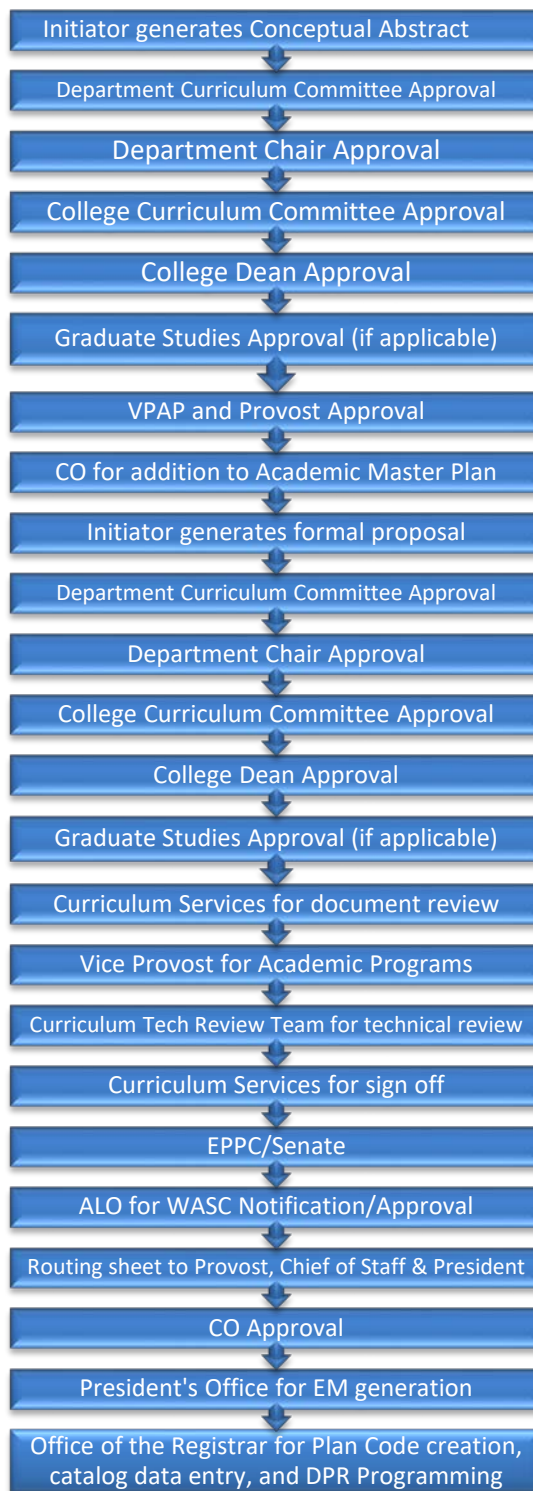 Initiator generates Conceptual Abstract
Department Curriculum Committee Approval
Department Chair Approval
College Curriculum Committee Approval
College Dean Approval
Graduate Studies Approval (if applicable)
VPAP and Provost Approval
CO for addition to Academic Master Plan
Initiator generates formal proposal
Department Curriculum Committee Approval
Department Chair Approval
College Curriculum Committee Approval
College Dean Approval
Graduate Studies Approval (if applicable)
Curriculum Services for document review
Vice Provost for Academic Programs
Curriculum Tech Review Team for technical review
Curriculum Services for sign off
EPPC/Senate
ALO for WASC Notification/Approval
Routing sheet to Provost, Chief of Staff & President
CO Approval
President's Office for EM generation
Office of the Registrar for Plan Code creation,
catalog data entry, and DPR Programming